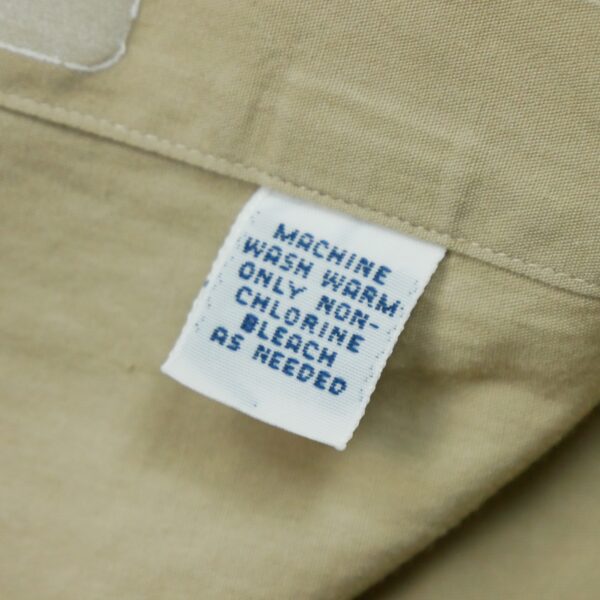 MACHINE
WASH WARM
ONLY NON-
CHLORINE
BLEACH
AS NEEDED